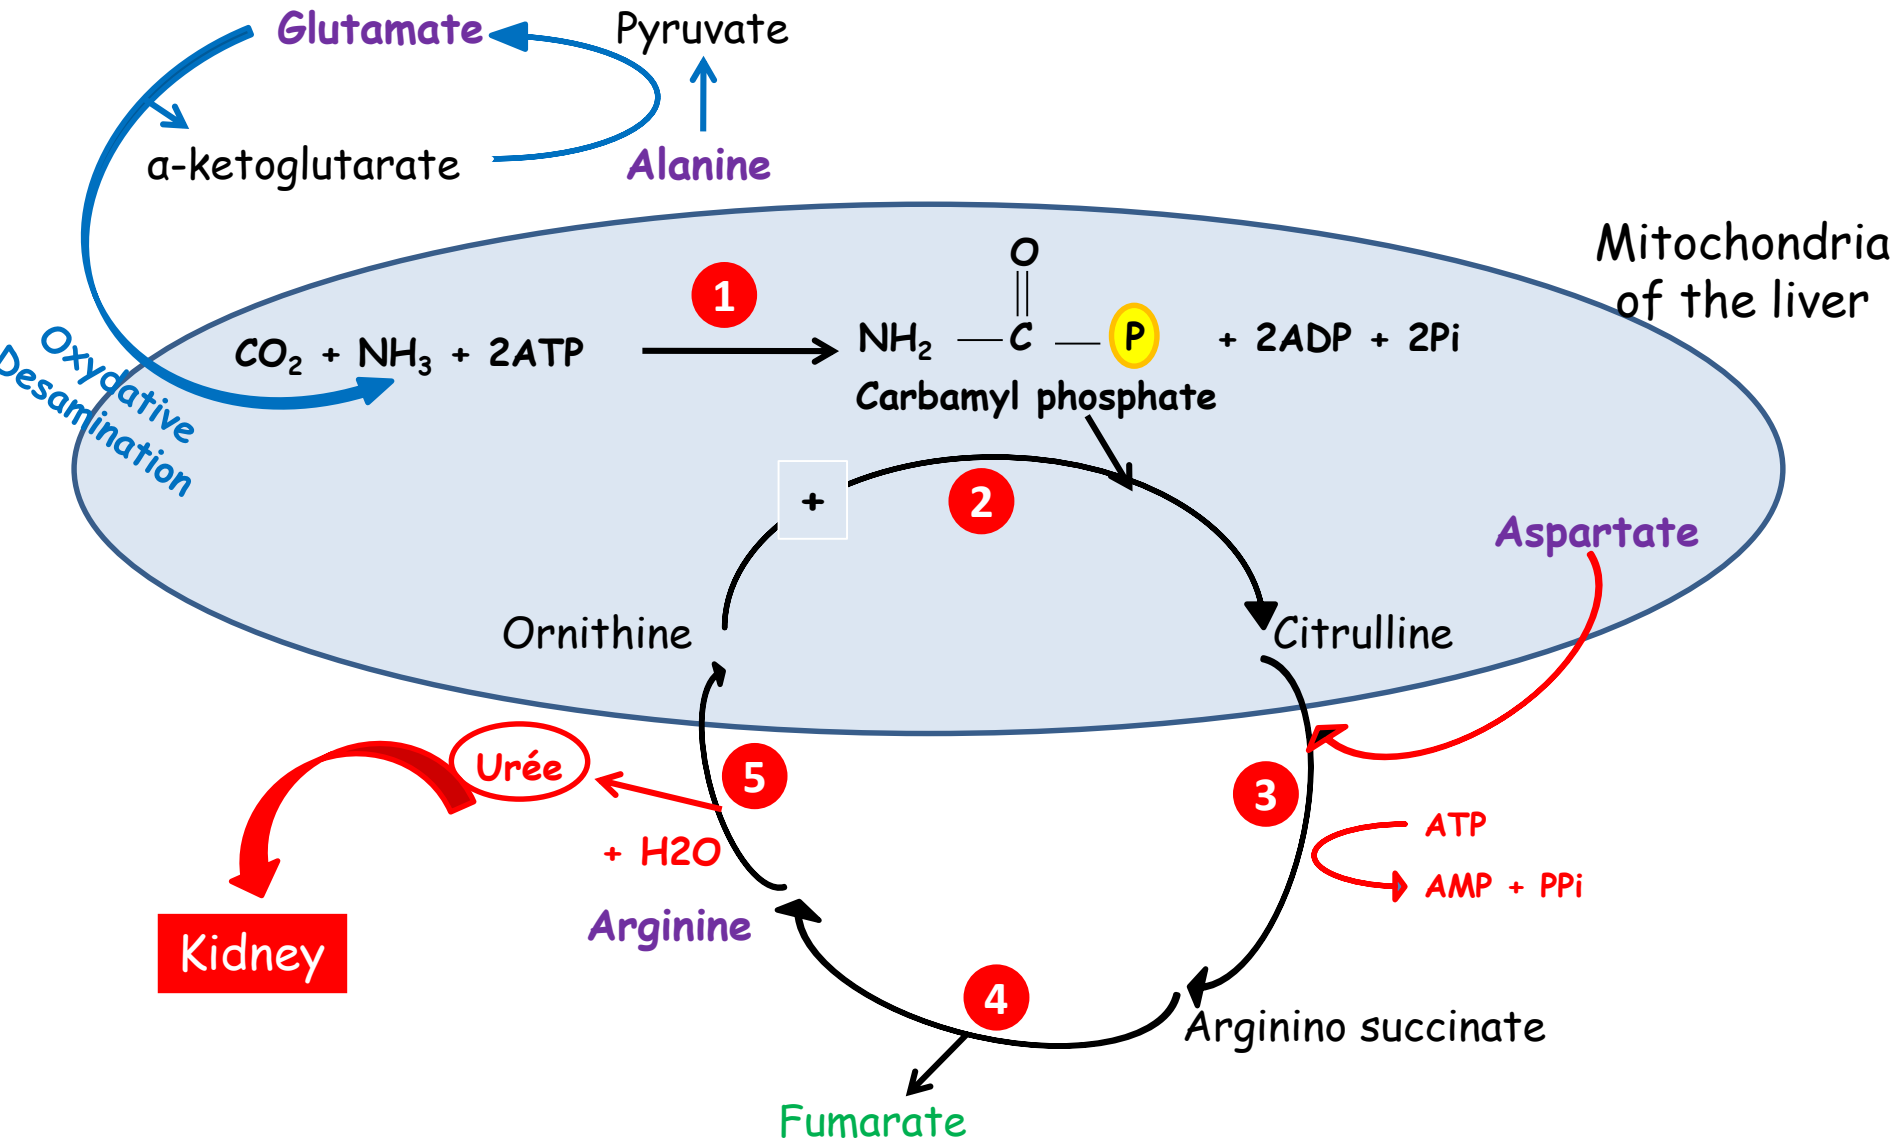 Glutamate
Pyruvate
α-ketoglutarate
Alanine
Mitochondria
of the liver
Oxydative
Desamination
O
1
CO₂ + NH₃ + 2ATP
NH₂ — C — P + 2ADP + 2Pi
Carbamyl phosphate
+
2
Aspartate
Ornithine
Citrulline
Urée
5
3
+ H2O
ATP
AMP + PPi
Arginine
Kidney
4
Arginino succinate
Fumarate